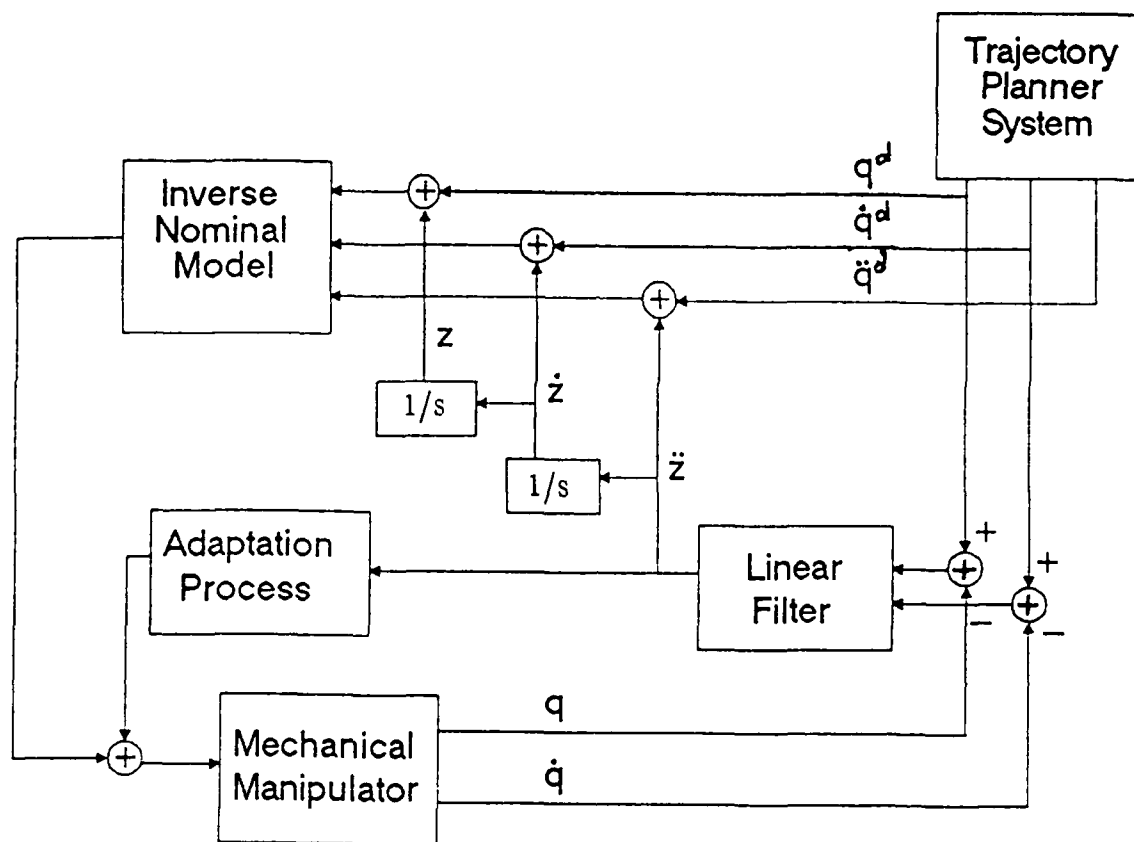 Trajectory
Planner
System
q^d
q̇^d
q̈^d
Inverse
Nominal
Model
+
+
+
z
ż
z̈
1/s
1/s
Adaptation
Process
Linear
Filter
+
+
+
+
−
−
q
q̇
+
Mechanical
Manipulator